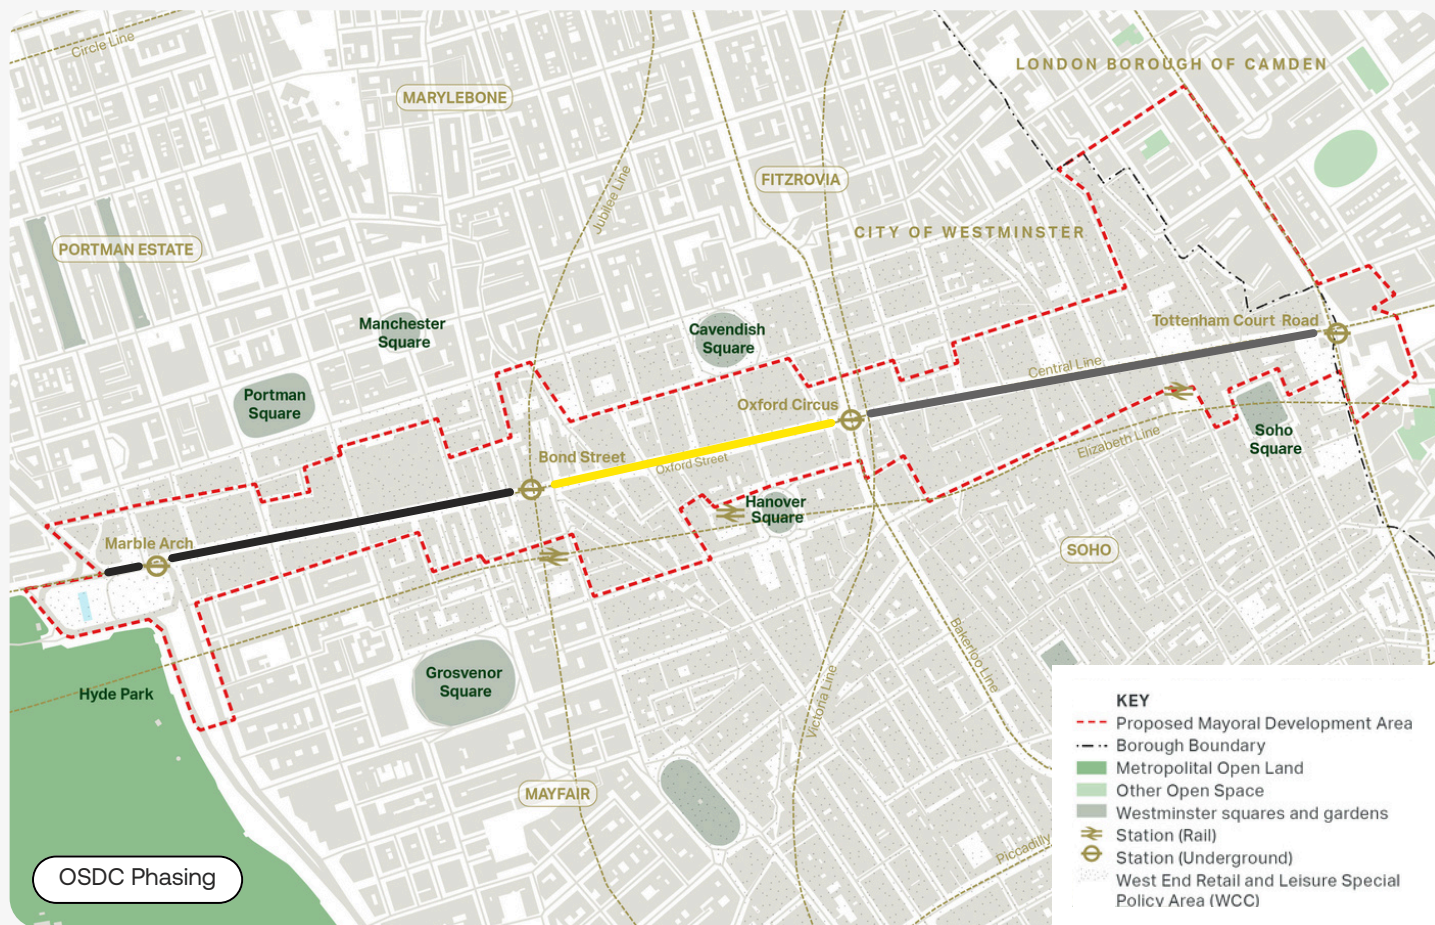 Circle Line
LONDON BOROUGH OF CAMDEN
MARYLEBONE
FITZROVIA
Jubilee Line
CITY OF WESTMINSTER
PORTMAN ESTATE
Manchester
Square
Cavendish
Square
Tottenham Court Road
Central Line
Portman
Square
Oxford Circus
Soho
Square
Elizabeth Line
Bond Street
Oxford Street
Hanover
Square
Marble Arch
SOHO
Bakerloo Line
Grosvenor
Square
Hyde Park
Victoria Line
MAYFAIR
Piccadilly
OSDC Phasing
KEY
Proposed Mayoral Development Area
Borough Boundary
Metropolital Open Land
Other Open Space
Westminster squares and gardens
Station (Rail)
Station (Underground)
West End Retail and Leisure Special
Policy Area (WCC)